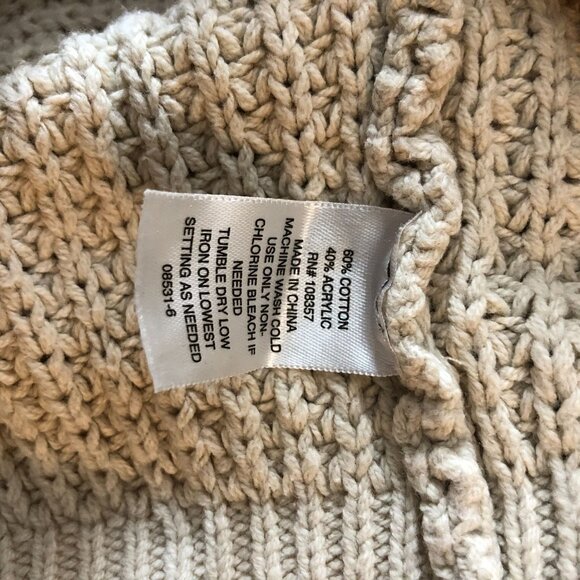 60% COTTON
40% ACRYLIC
RN# 108357
MADE IN CHINA
MACHINE WASH COLD
USE ONLY NON-
CHLORINE BLEACH IF
NEEDED
TUMBLE DRY LOW
IRON ON LOWEST
SETTING AS NEEDED
08531-6